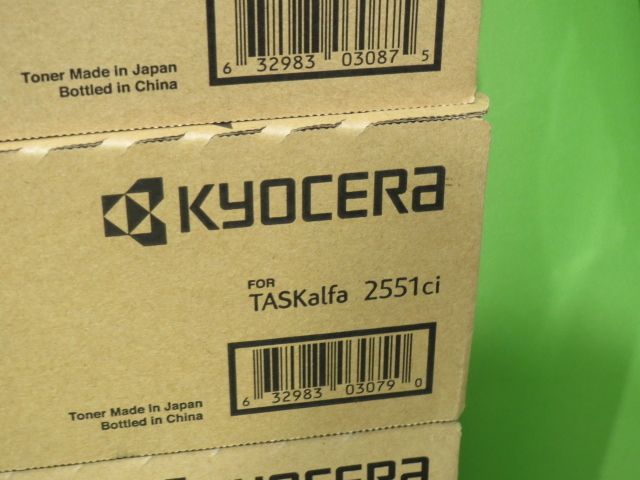 6 32983 03087 5
Toner Made in Japan
Bottled in China
KYOCERa
FOR
TASKalfa 2551ci
6 32983 03079 0
Toner Made in Japan
Bottled in China
KYOCERa